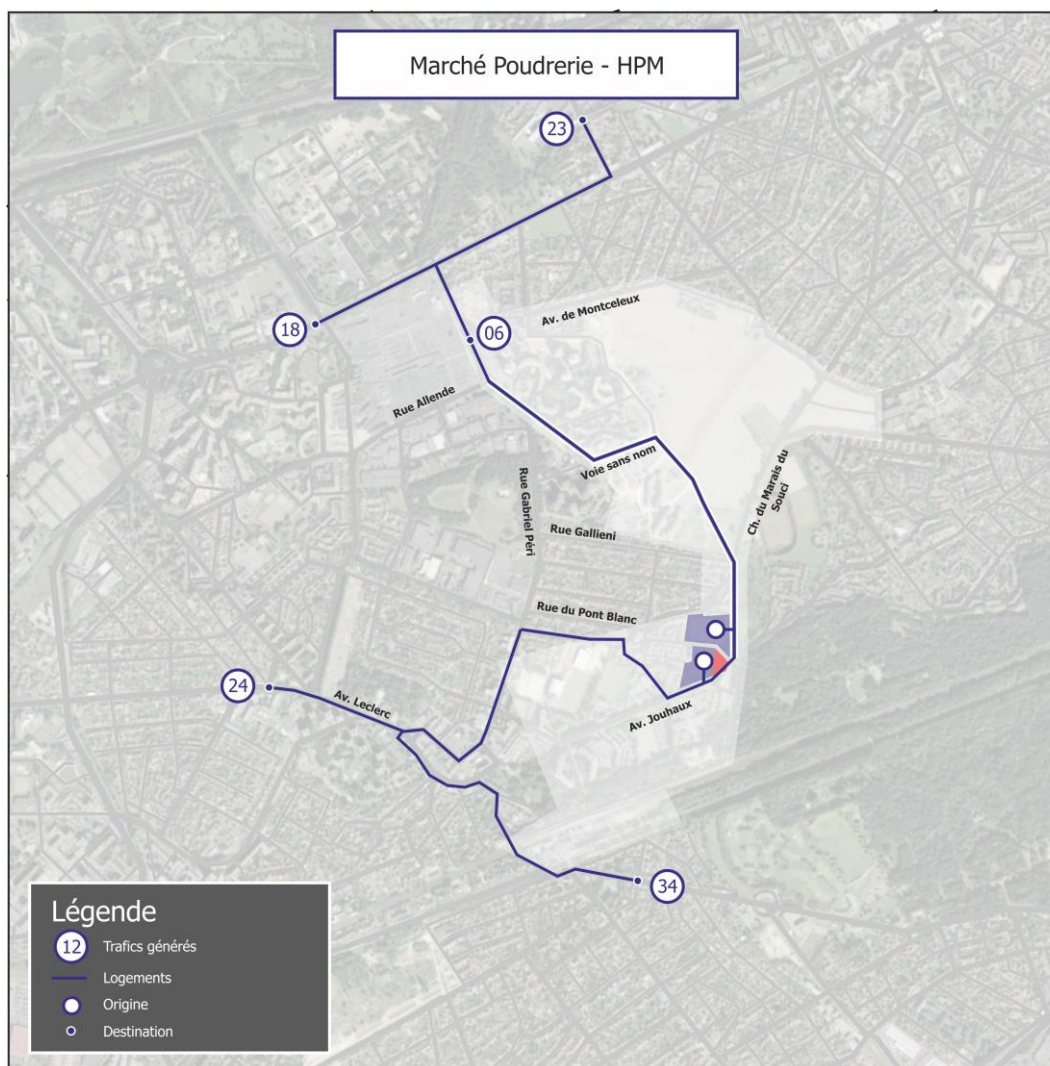 Marché Poudrerie - HPM
23
18
06
Av. de Montceleux
Rue Allende
Voie sans nom
Ch. du Marais du
Souci
Rue Gabriel Péri
Rue Gallieni
Rue du Pont Blanc
24
Av. Leclerc
Av. Jouhaux
34
Légende
12 Trafics générés
Logements
Origine
Destination